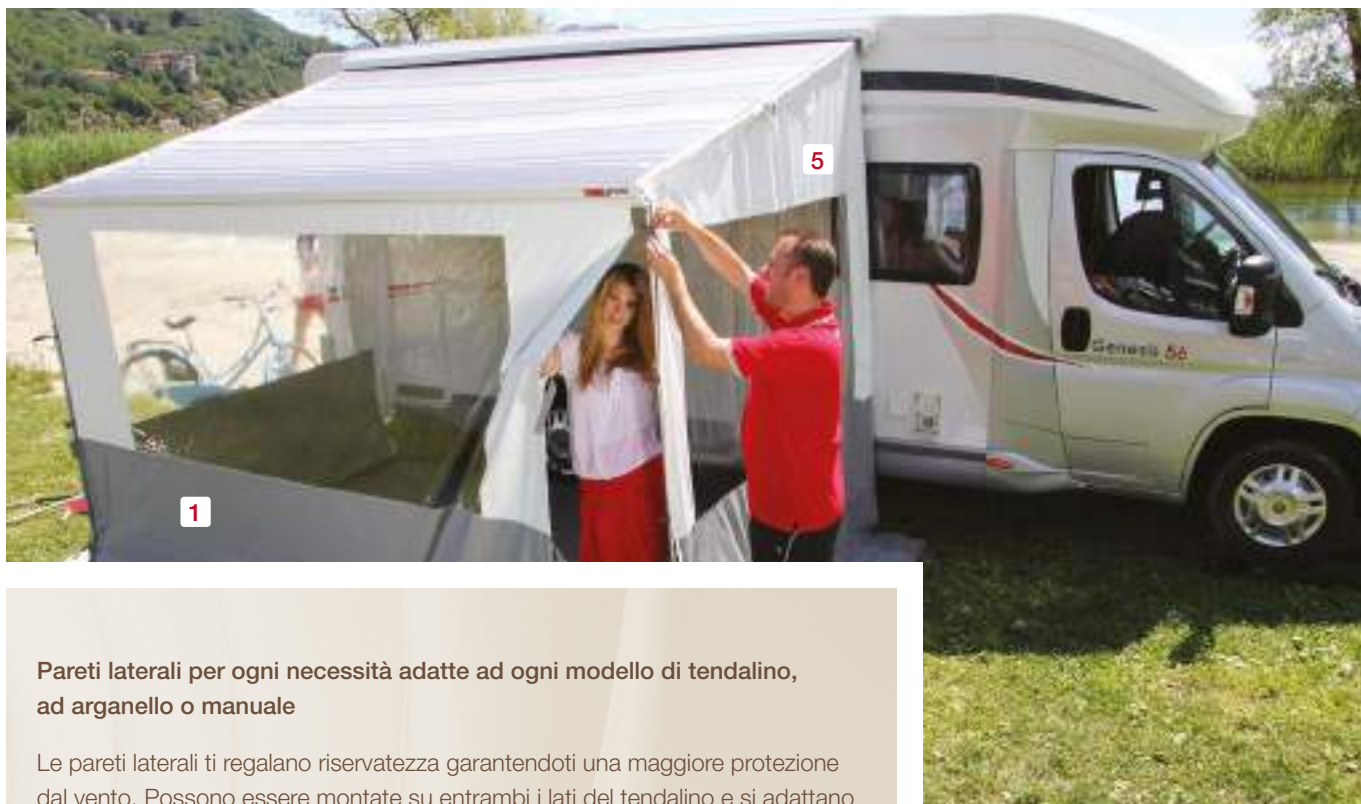 5
Genesis 56
1
Pareti laterali per ogni necessità adatte ad ogni modello di tendalino,
ad arganello o manuale
Le pareti laterali ti regalano riservatezza garantendoti una maggiore protezione
dal vento. Possono essere montate su entrambi i lati del tendalino e si adattano